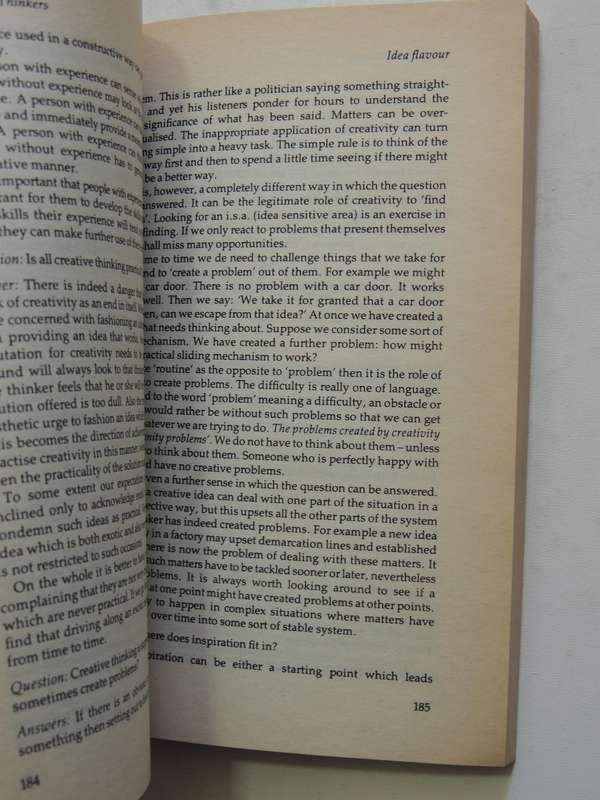 Thinkers
ce used in a constructive way
son with experience can
without experience may look
e. A person with
and immediately provide
A person with experience
without experience has to
ative manner.
important that people with
tant for them to develop the
skills their experience will
they can make further use of
ion: Is all creative thinking
er: There is indeed a danger
k of creativity as an end in itself.
e concerned with fashioning an
n providing an idea that works,
utation for creativity needs to
und will always look to that
e thinker feels that he or she
ution offered is too dull. Also the
sthetic urge to fashion an idea
is becomes the direction of
actise creativity in this manner,
en the practicality of the solution
To some extent our
nclined only to acknowledge
ondemn such ideas as
dea which is both exotic and
s not restricted to such occasions.
On the whole it is better to
complaining that they are not
which are never practical. If we
find that driving along an
from time to time.
Question: Creative thinking is
sometimes create problems?
Answers: If there is an obvious
something then setting out to
184
Idea flavour
em. This is rather like a politician saying something straight-
and yet his listeners ponder for hours to understand the
significance of what has been said. Matters can be over-
ualised. The inappropriate application of creativity can turn
ng simple into a heavy task. The simple rule is to think of the
way first and then to spend a little time seeing if there might
be a better way.
is, however, a completely different way in which the question
answered. It can be the legitimate role of creativity to 'find
'. Looking for an i.s.a. (idea sensitive area) is an exercise in
finding. If we only react to problems that present themselves
hall miss many opportunities.
me to time we do need to challenge things that we take for
nd to 'create a problem' out of them. For example we might
car door. There is no problem with a car door. It works
well. Then we say: 'We take it for granted that a car door
en, can we escape from that idea?' At once we have created a
hat needs thinking about. Suppose we consider some sort of
echanism. We have created a further problem: how might
ractical sliding mechanism to work?
e 'routine' as the opposite to 'problem' then it is the role of
to create problems. The difficulty is really one of language.
d to the word 'problem' meaning a difficulty, an obstacle or
would rather be without such problems so that we can get
hatever we are trying to do. The problems created by creativity
nity problems'. We do not have to think about them – unless
o think about them. Someone who is perfectly happy with
d have no creative problems.
ven a further sense in which the question can be answered.
a creative idea can deal with one part of the situation in a
ective way, but this upsets all the other parts of the system
ker has indeed created problems. For example a new idea
y in a factory may upset demarcation lines and established
here is now the problem of dealing with these matters. It
such matters have to be tackled sooner or later, nevertheless
oblems. It is always worth looking around to see if a
at one point might have created problems at other points.
y to happen in complex situations where matters have
over time into some sort of stable system.
here does inspiration fit in?
piration can be either a starting point which leads
185